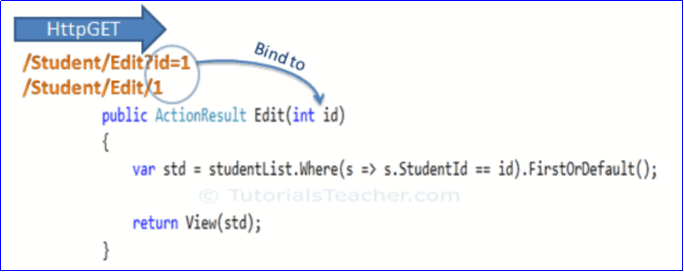 HttpGET
/Student/Edit?id=1
Bind to
/Student/Edit/1
public ActionResult Edit(int id)
{
var std = studentList.Where(s => s.StudentId == id).FirstOrDefault();
© TutorialsTeacher.com
return View(std);
}